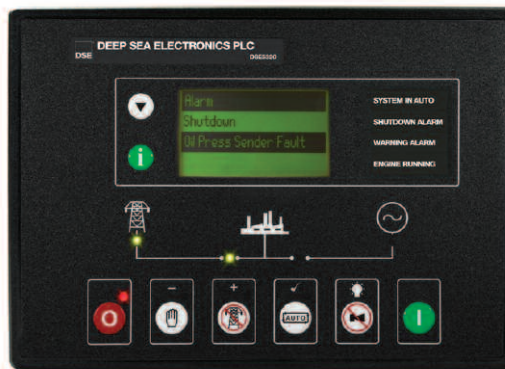 DEEP SEA ELECTRONICS PLC
DSE
Alarm
Shutdown
Oil Press Sender Fault
SYSTEM IN AUTO
SHUTDOWN ALARM
WARNING ALARM
ENGINE RUNNING
i
O
AUTO
I